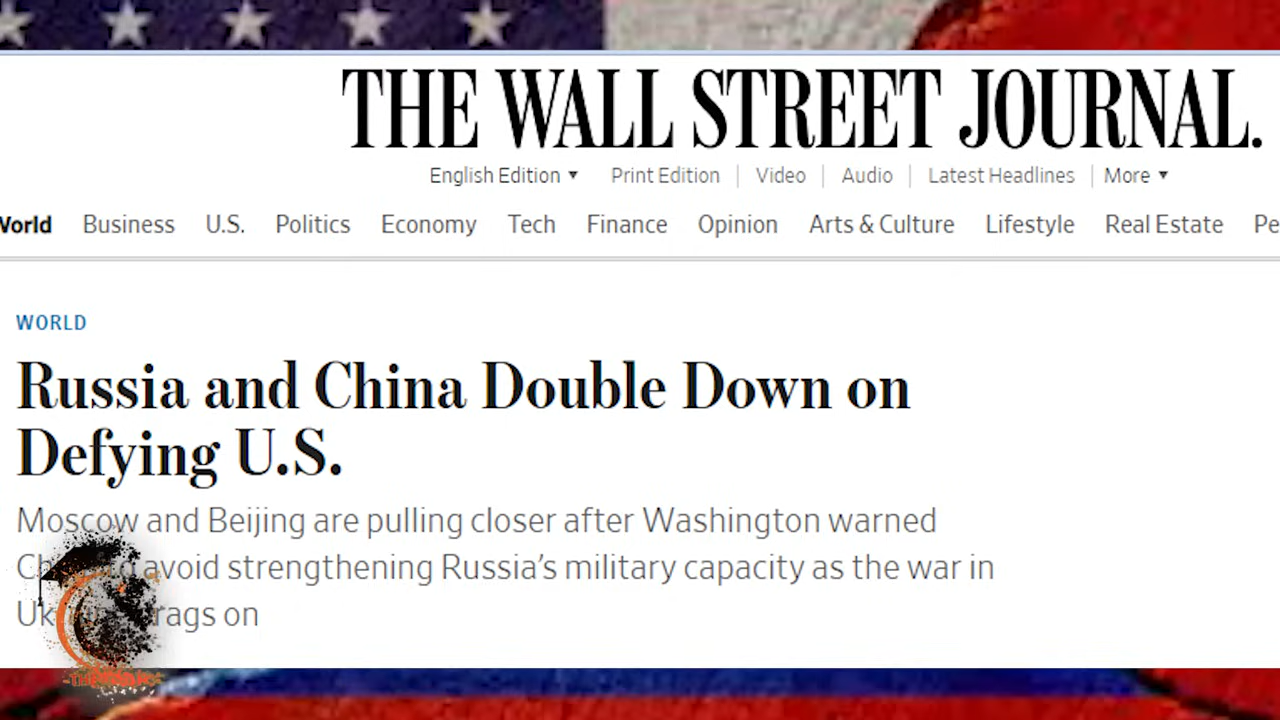 THE WALL STREET JOURNAL.
English Edition Print Edition Video Audio Latest Headlines More
World Business U.S. Politics Economy Tech Finance Opinion Arts & Culture Lifestyle Real Estate Pe
WORLD
Russia and China Double Down on
Defying U.S.
Moscow and Beijing are pulling closer after Washington warned
avoid strengthening Russia's military capacity as the war in
on